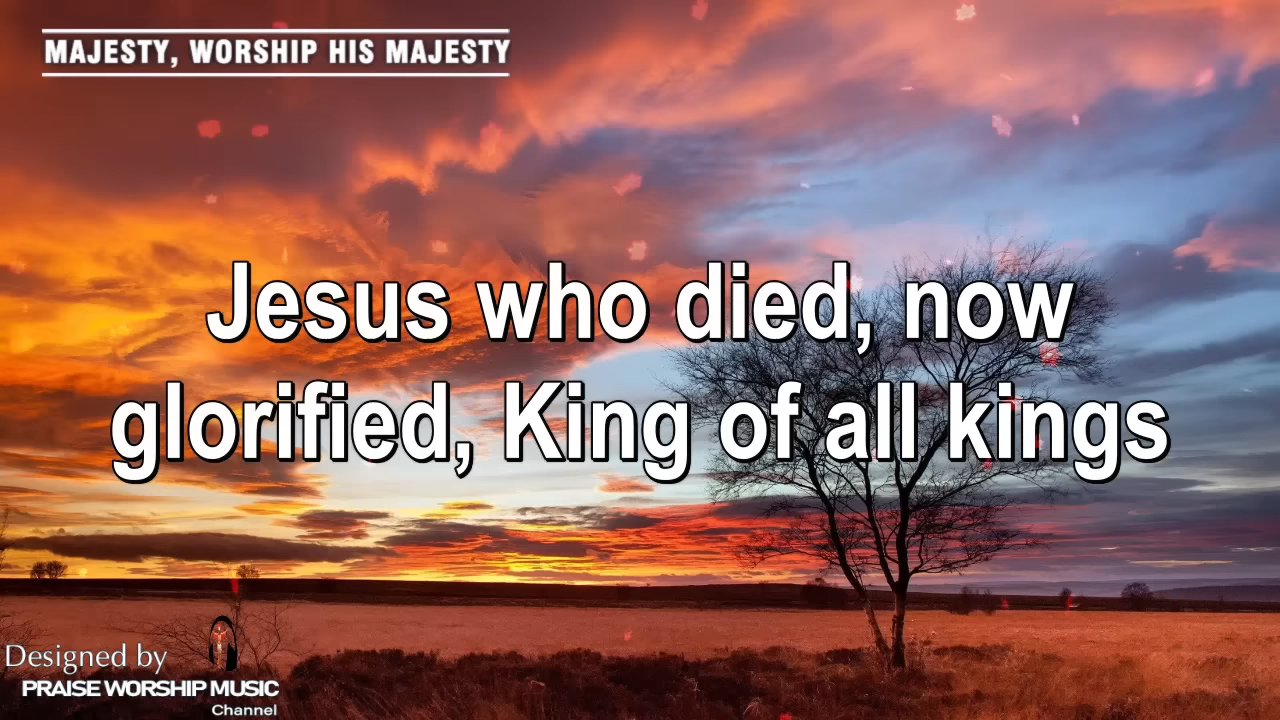 MAJESTY, WORSHIP HIS MAJESTY
Jesus who died, now
glorified, King of all kings
Designed by
PRAISE WORSHIP MUSIC
Channel